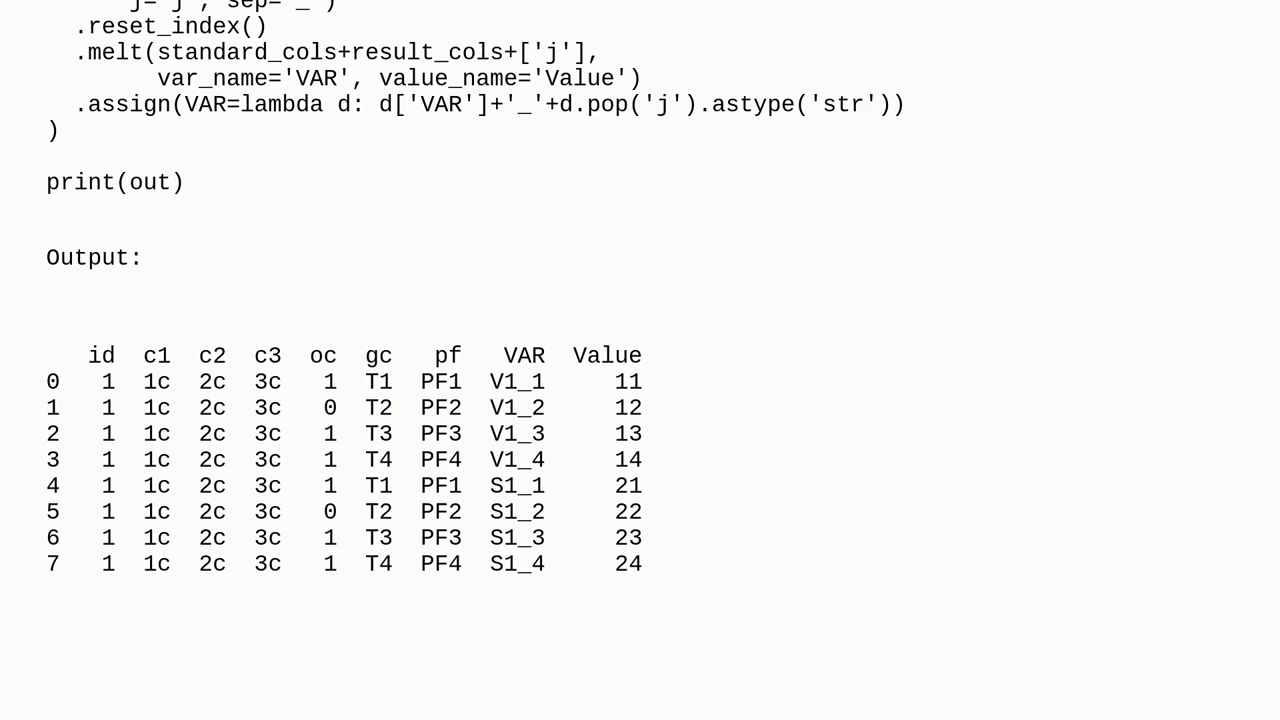 j='j', sep='_')
.reset_index()
.melt(standard_cols+result_cols+['j'],
var_name='VAR', value_name='Value')
.assign(VAR=lambda d: d['VAR']+'_'+d.pop('j').astype('str'))
)
print(out)
Output:
id c1 c2 c3 oc gc pf VAR Value
0 1 1c 2c 3c 1 T1 PF1 V1_1 11
1 1 1c 2c 3c 0 T2 PF2 V1_2 12
2 1 1c 2c 3c 1 T3 PF3 V1_3 13
3 1 1c 2c 3c 1 T4 PF4 V1_4 14
4 1 1c 2c 3c 1 T1 PF1 S1_1 21
5 1 1c 2c 3c 0 T2 PF2 S1_2 22
6 1 1c 2c 3c 1 T3 PF3 S1_3 23
7 1 1c 2c 3c 1 T4 PF4 S1_4 24